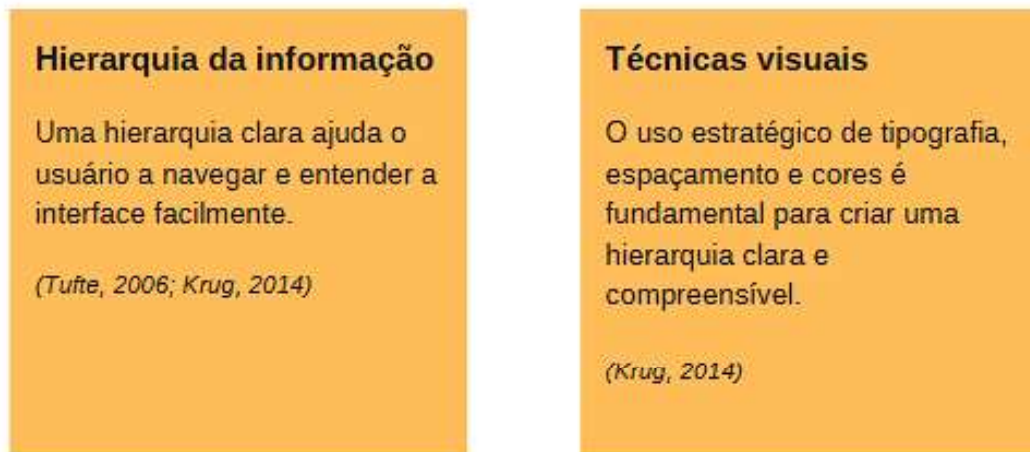 Hierarquia da informação
Uma hierarquia clara ajuda o
usuário a navegar e entender a
interface facilmente.
(Tufte, 2006; Krug, 2014)
Técnicas visuais
O uso estratégico de tipografia,
espaçamento e cores é
fundamental para criar uma
hierarquia clara e
compreensível.
(Krug, 2014)